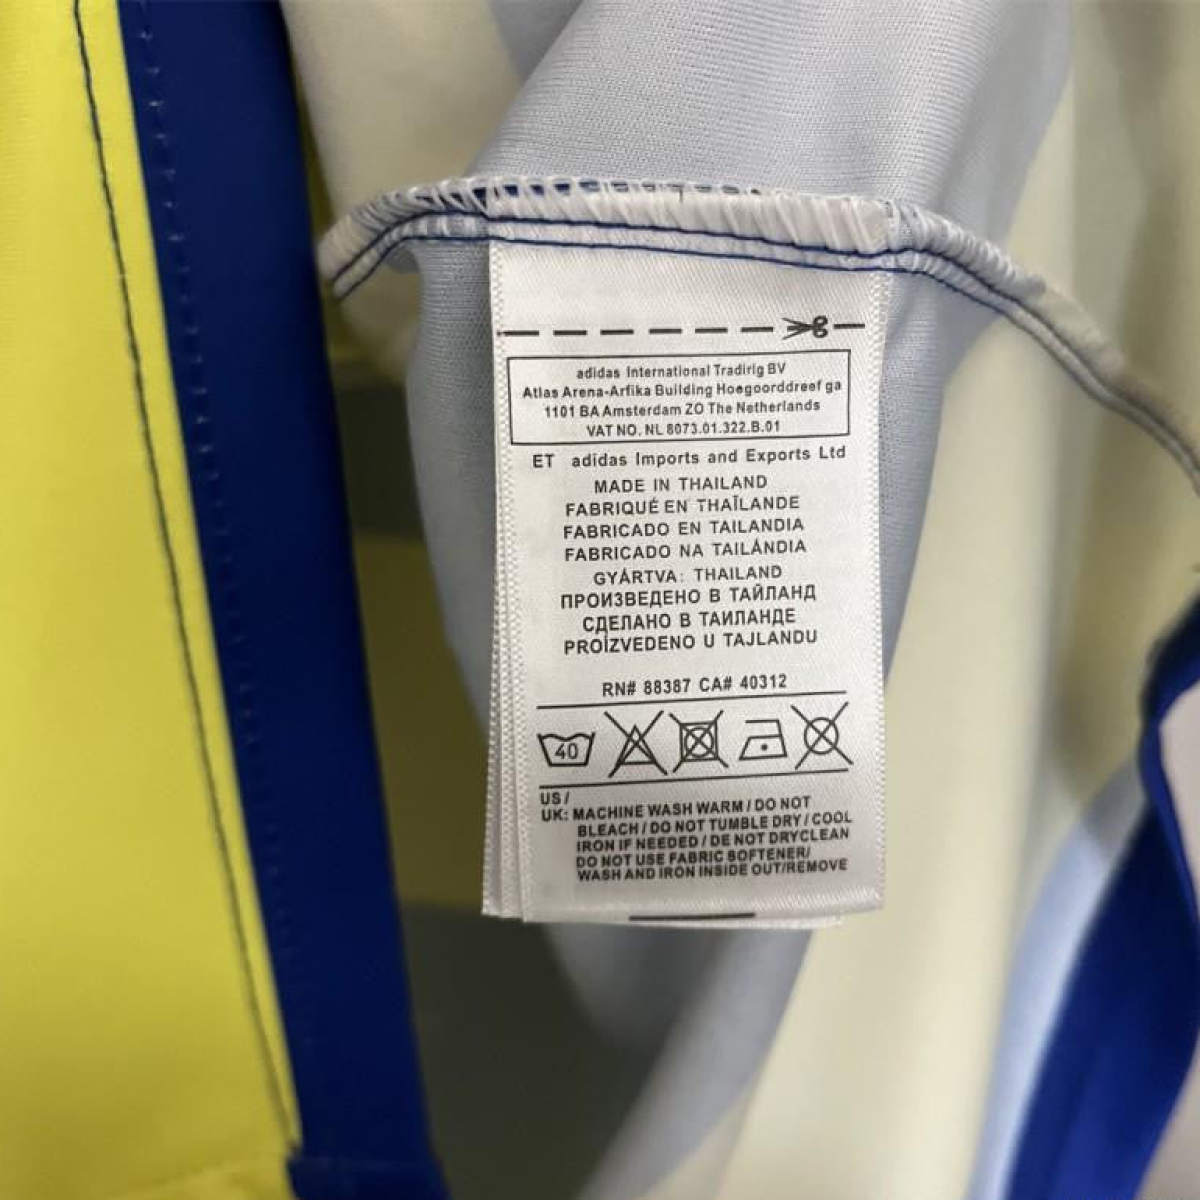 adidas International Tradirig BV
Atlas Arena-Arfika Building Hoegoorddreef ga
1101 BA Amsterdam ZO The Netherlands
VAT NO. NL 8073.01.322.B.01
ET adidas Imports and Exports Ltd
MADE IN THAILAND
FABRIQUÉ EN THAÎLANDE
FABRICADO EN TAILANDIA
FABRICADO NA TAILÂNDIA
GYÁRTVA: THAILAND
ПРОИЗВЕДЕНО В ТАЙЛАНД
СДЕЛАНО В ТАИЛАНДЕ
PROİZVEDENO U TAJLANDU
RN# 88387 CA# 40312
40
US/
UK: MACHINE WASH WARM / DO NOT
BLEACH / DO NOT TUMBLE DRY / COOL
IRON IF NEEDED / DE NOT DRYCLEAN
DO NOT USE FABRIC SOFTENER/
WASH AND IRON INSIDE OUT/REMOVE